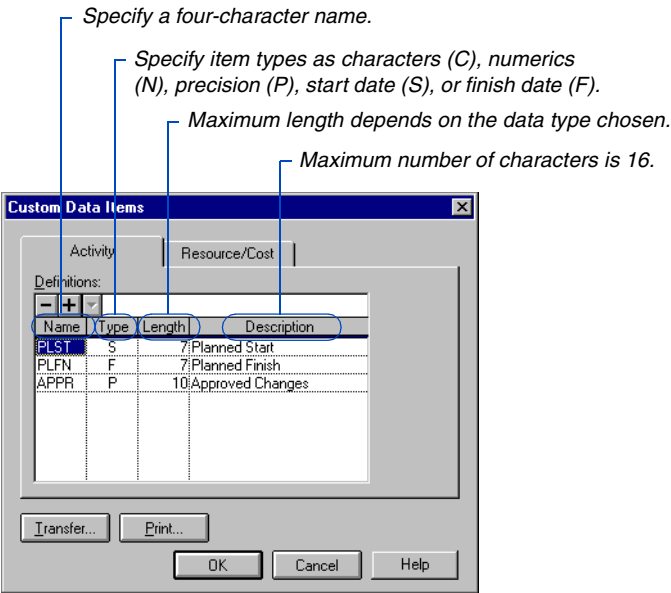 Specify a four-character name.
Specify item types as characters (C), numerics
(N), precision (P), start date (S), or finish date (F).
Maximum length depends on the data type chosen.
Maximum number of characters is 16.
Custom Data Items
Activity Resource/Cost
Definitions:
Name Type Length Description
PLST S 7 Planned Start
PLFN F 7 Planned Finish
APPR P 10 Approved Changes
Transfer... Print...
OK Cancel Help